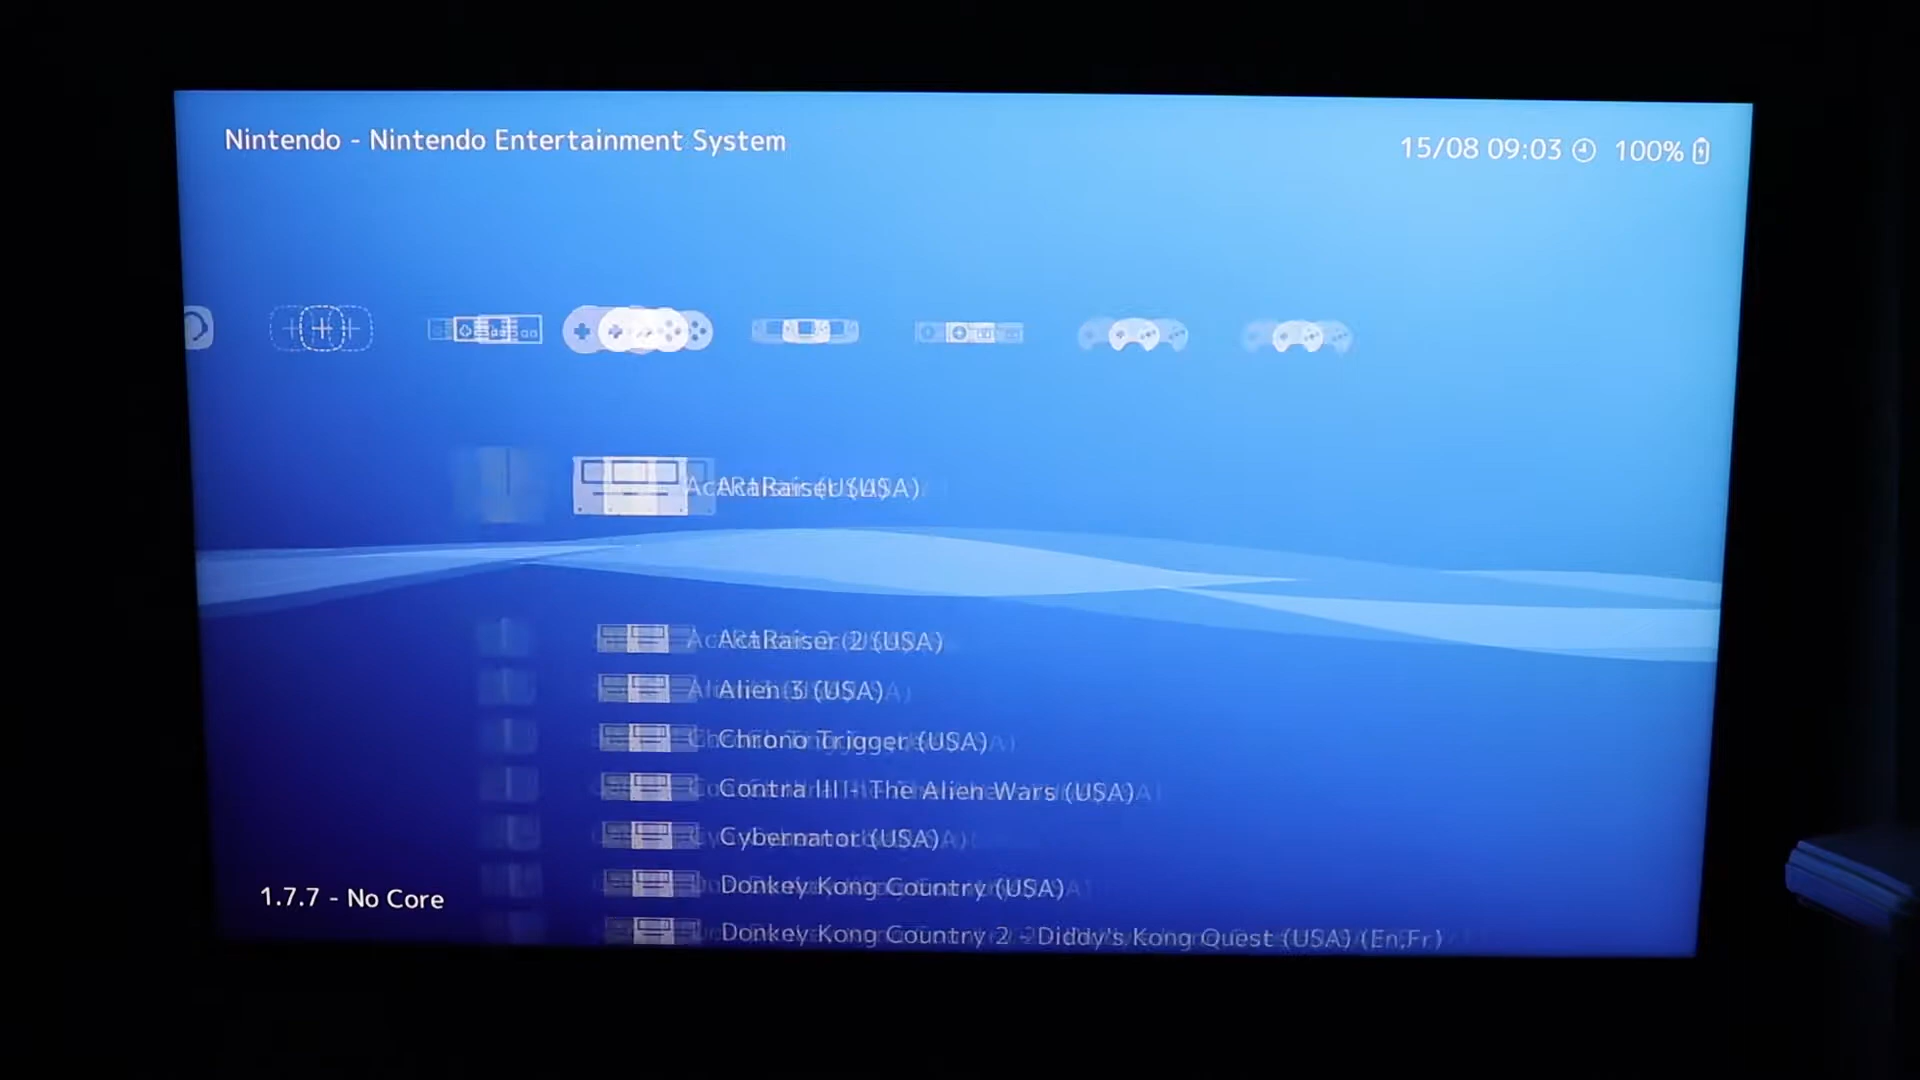 Nintendo - Nintendo Entertainment System
15/08 09:03 100%
ActRaiser (USA)
ActRaiser 2 (USA)
Alien 3 (USA)
Chrono Trigger (USA)
Contra III - The Alien Wars (USA)
Cybernator (USA)
Donkey Kong Country (USA)
Donkey Kong Country 2 - Diddy's Kong Quest (USA) (En,Fr)
1.7.7 - No Core